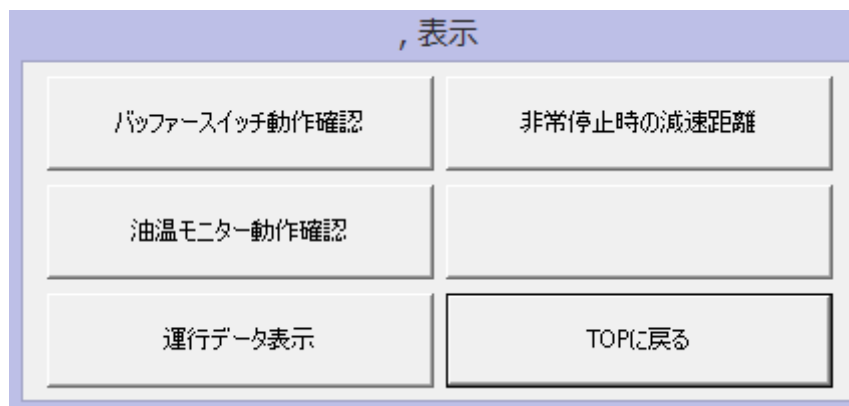 , 表示
バッファースイッチ動作確認
非常停止時の減速距離
油温モニター動作確認
運行データ表示
TOPに戻る